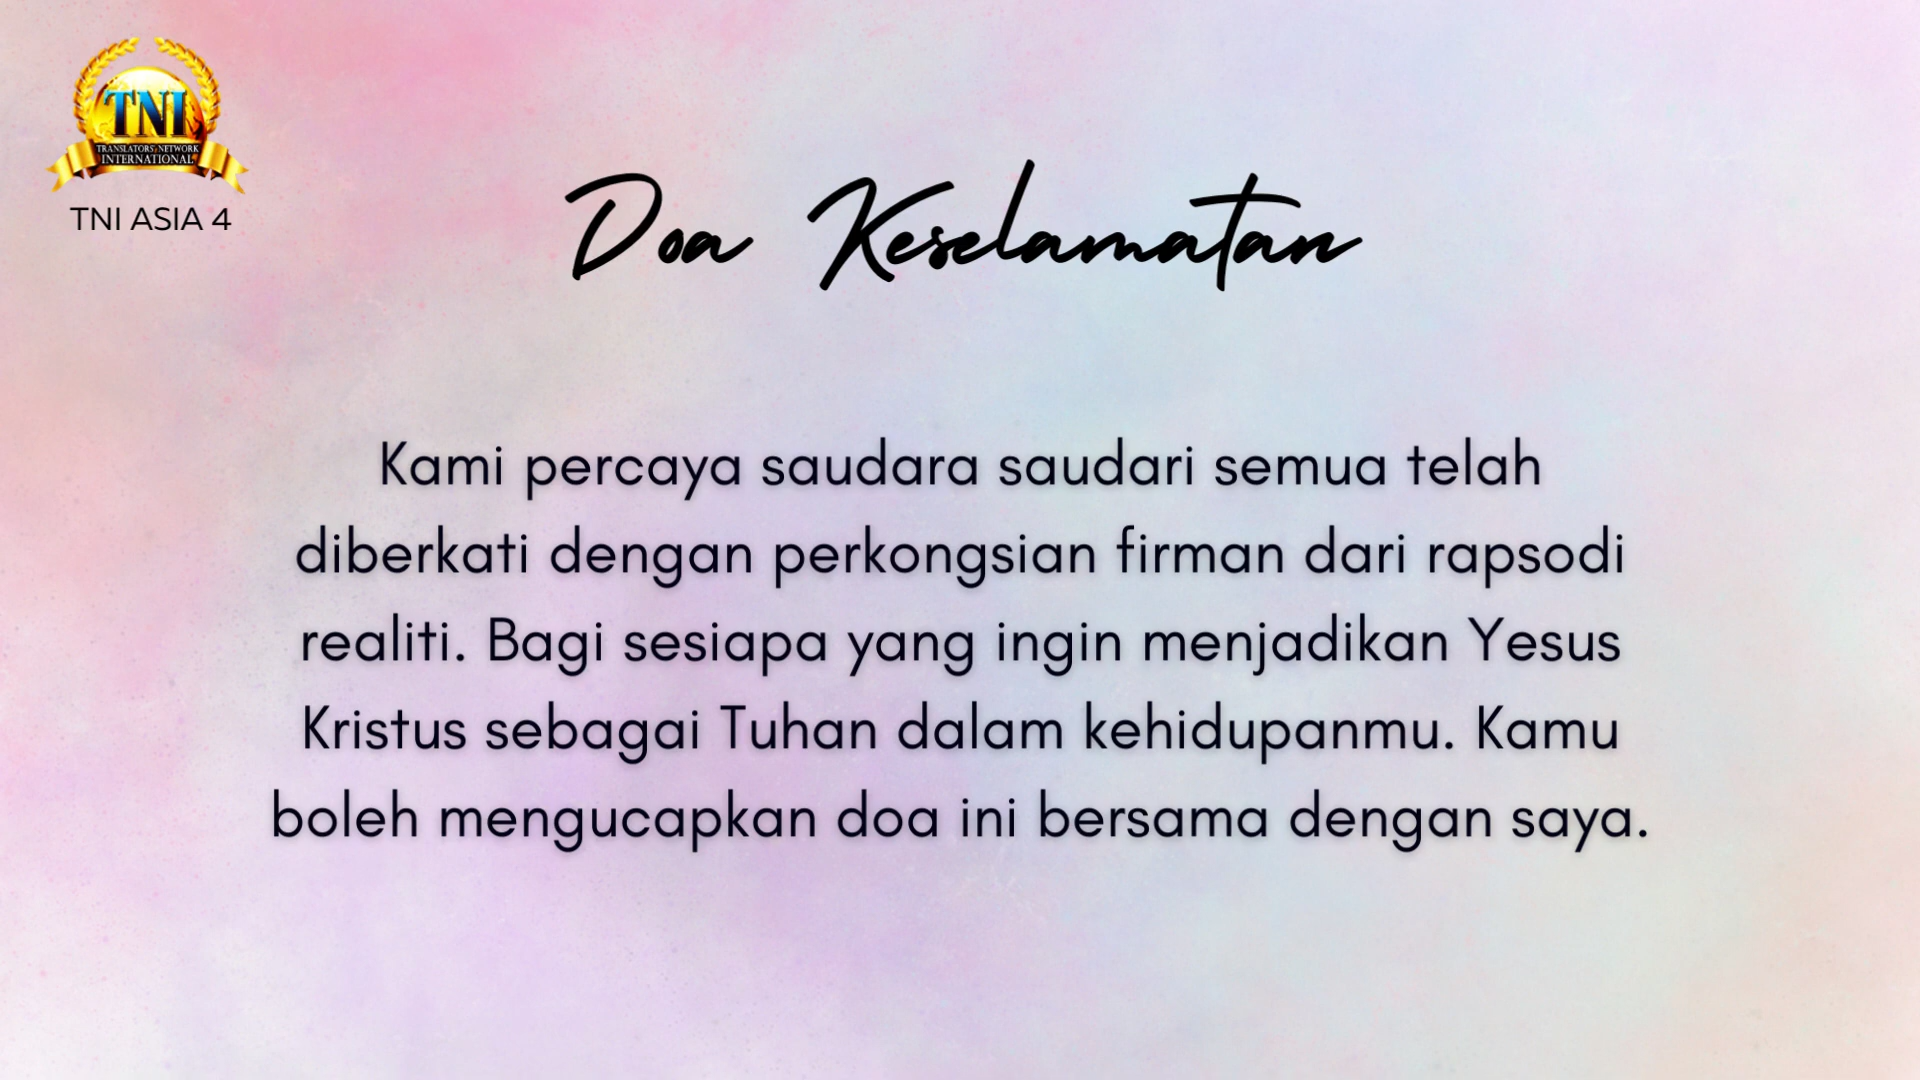 TNI
TRANSLATORS' NETWORK
INTERNATIONAL
TNI ASIA 4
Doa Keselamatan
Kami percaya saudara saudari semua telah
diberkati dengan perkongsian firman dari rapsodi
realiti. Bagi sesiapa yang ingin menjadikan Yesus
Kristus sebagai Tuhan dalam kehidupanmu. Kamu
boleh mengucapkan doa ini bersama dengan saya.